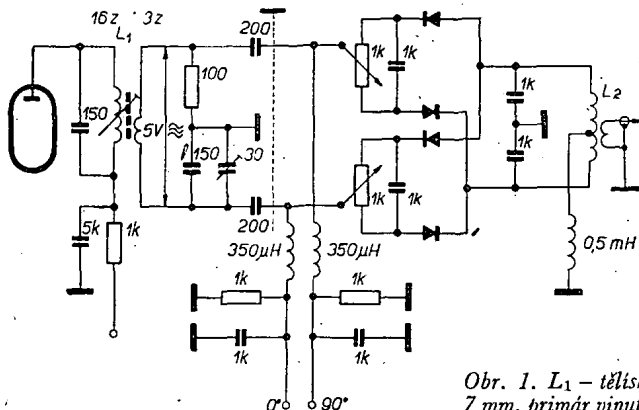 16z 3z
L₁
200
150
100
5V
150
30
200
5k
1k
350μH
350μH
1k
1k
1k
1k
0°
90°
1k
1k
1k
1k
1k
1k
L₂
0,5 mH
Obr. 1. L₁ – tělís
7 mm, primár vinut